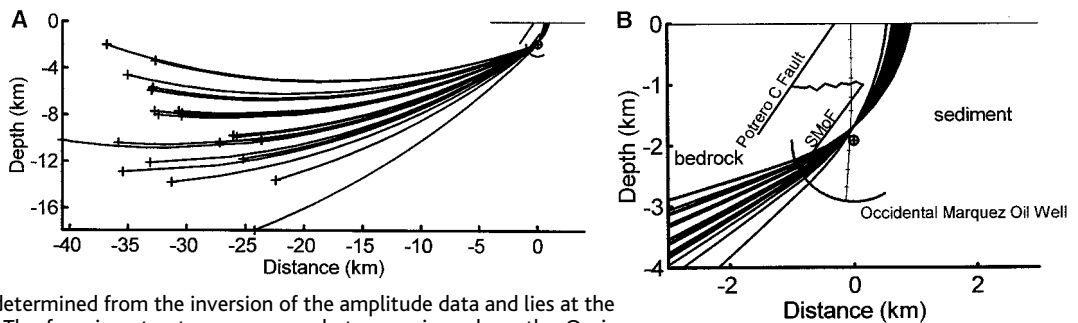 A
Depth (km)
0
-4
-8
-12
-16
-40 -35 -30 -25 -20 -15 -10 -5 0
Distance (km)
B
Depth (km)
-0
-1
-2
-3
-4
Potrero C Fault
SMoF
bedrock
sediment
Occidental Marquez Oil Well
-2 0 2
Distance (km)
determined from the inversion of the amplitude data and lies at the